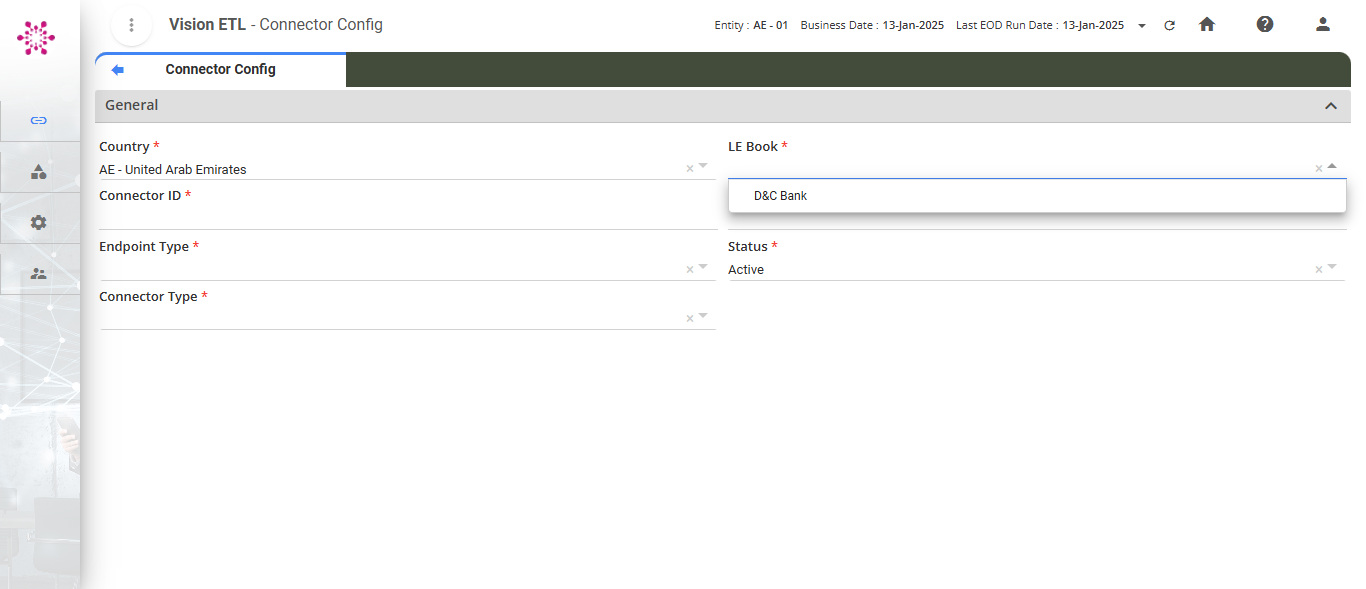 Vision ETL - Connector Config
Entity : AE - 01 Business Date : 13-Jan-2025 Last EOD Run Date : 13-Jan-2025
Connector Config
General
Country *
LE Book *
AE - United Arab Emirates
Connector ID *
D&C Bank
Endpoint Type *
Status *
Active
Connector Type *